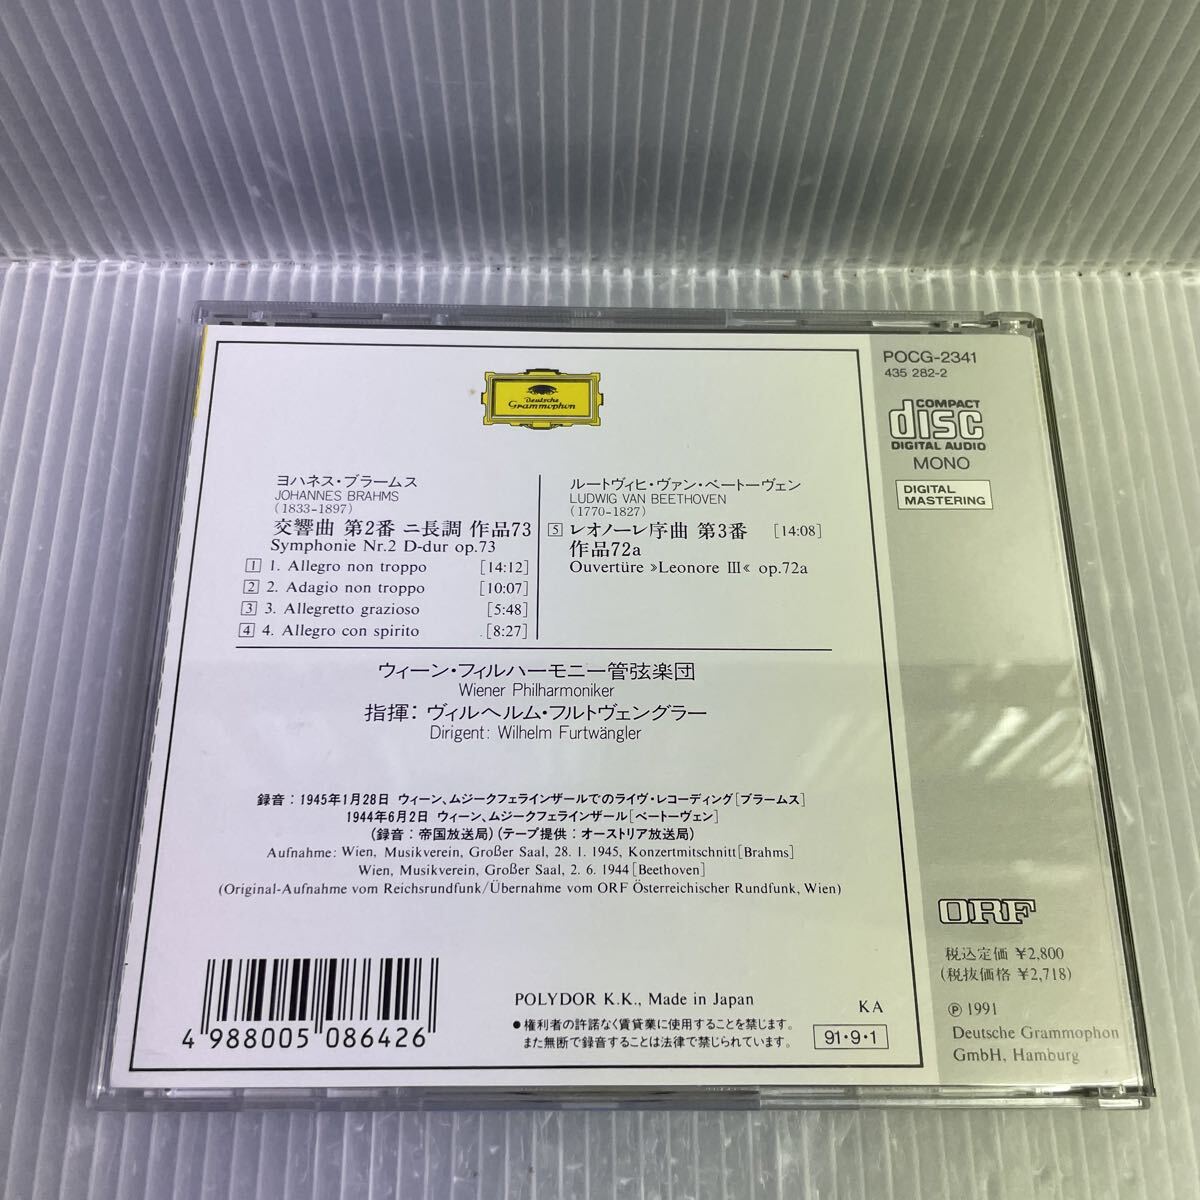 Deutsche
Grammophon
ヨハネス・ブラームス
JOHANNES BRAHMS
(1833-1897)
交響曲 第2番 ニ長調 作品73
Symphonie Nr.2 D-dur op.73
1 1. Allegro non troppo [14:12]
2 2. Adagio non troppo [10:07]
3 3. Allegretto grazioso [5:48]
4 4. Allegro con spirito [8:27]
ルートヴィヒ・ヴァン・ベートーヴェン
LUDWIG VAN BEETHOVEN
(1770-1827)
5 レオノーレ序曲 第3番 [14:08]
作品72a
Ouvertüre »Leonore III« op.72a
ウィーン・フィルハーモニー管弦楽団
Wiener Philharmoniker
指揮: ヴィルヘルム・フルトヴェングラー
Dirigent: Wilhelm Furtwängler
録音：1945年1月28日 ウィーン、ムジークフェラインザールでのライヴ・レコーディング[ブラームス]
1944年6月2日 ウィーン、ムジークフェラインザール[ベートーヴェン]
(録音：帝国放送局)(テープ提供：オーストリア放送局)
Aufnahme: Wien, Musikverein, Großer Saal, 28. 1. 1945, Konzertmitschnitt[Brahms]
Wien, Musikverein, Großer Saal, 2. 6. 1944[Beethoven]
(Original-Aufnahme vom Reichsrundfunk/Übernahme vom ORF Österreichischer Rundfunk, Wien)
4 988005 086426
POLYDOR K.K., Made in Japan KA
●権利者の許諾なく賃貸業に使用することを禁じます。
また無断で録音することは法律で禁じられています。
91・9・1
POCG-2341
435 282-2
COMPACT
disc
DIGITAL AUDIO
MONO
DIGITAL
MASTERING
ORF
税込定価 ¥2,800
(税抜価格 ¥2,718)
℗ 1991
Deutsche Grammophon
GmbH, Hamburg